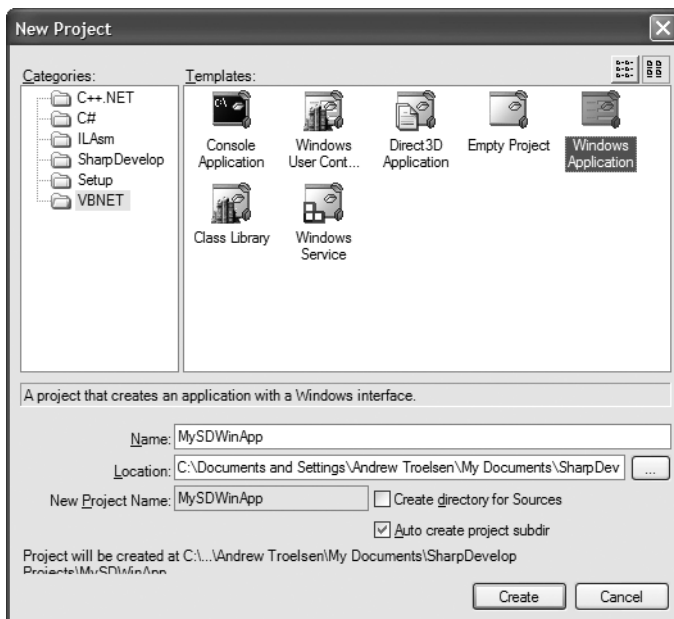 New Project
Categories:
Templates:
C++.NET
C#
ILAsm
SharpDevelop
Setup
VBNET
Console Application
Windows User Cont...
Direct3D Application
Empty Project
Windows Application
Class Library
Windows Service
A project that creates an application with a Windows interface.
Name: MySDWinApp
Location: C:\Documents and Settings\Andrew Troelsen\My Documents\SharpDev ...
New Project Name: MySDWinApp Create directory for Sources
Auto create project subdir
Project will be created at C:\...\Andrew Troelsen\My Documents\SharpDevelop
Projects\MySDWinApp
Create Cancel